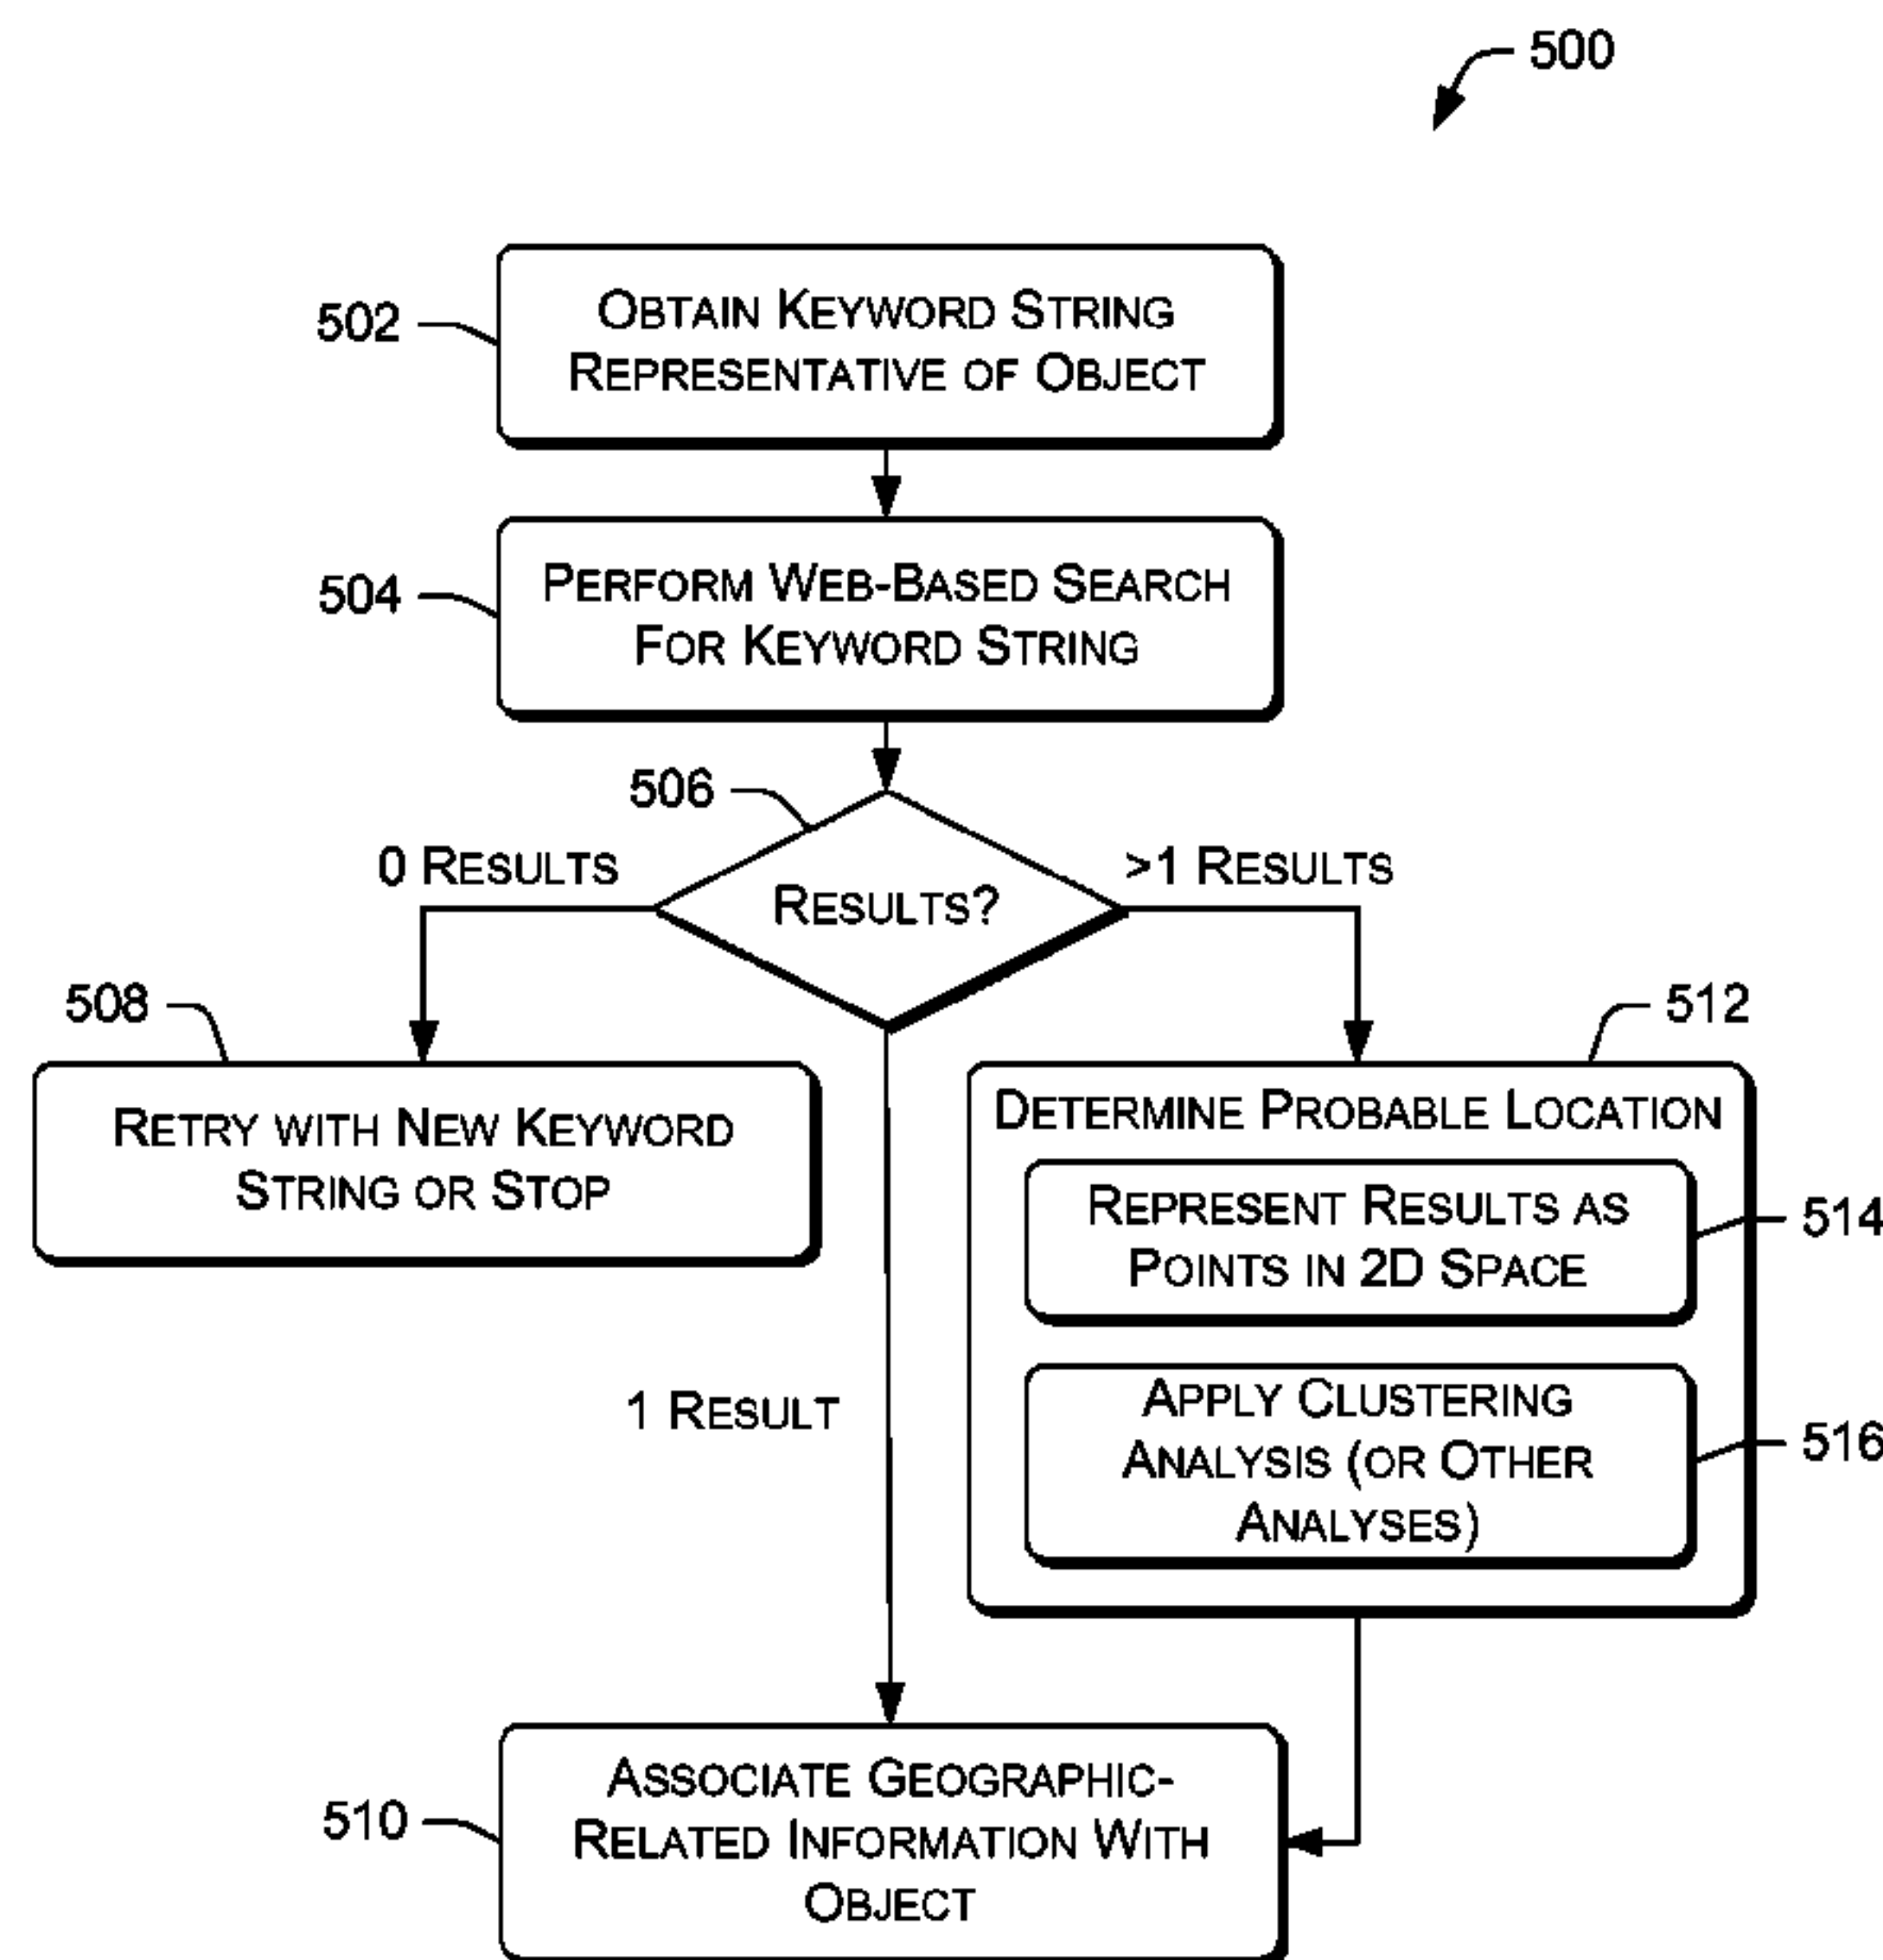 500
502
OBTAIN KEYWORD STRING
REPRESENTATIVE OF OBJECT
504
PERFORM WEB-BASED SEARCH
FOR KEYWORD STRING
506
0 RESULTS
RESULTS?
>1 RESULTS
508
RETRY WITH NEW KEYWORD
STRING OR STOP
512
DETERMINE PROBABLE LOCATION
REPRESENT RESULTS AS
POINTS IN 2D SPACE
514
APPLY CLUSTERING
ANALYSIS (OR OTHER
ANALYSES)
516
1 RESULT
510
ASSOCIATE GEOGRAPHIC-
RELATED INFORMATION WITH
OBJECT